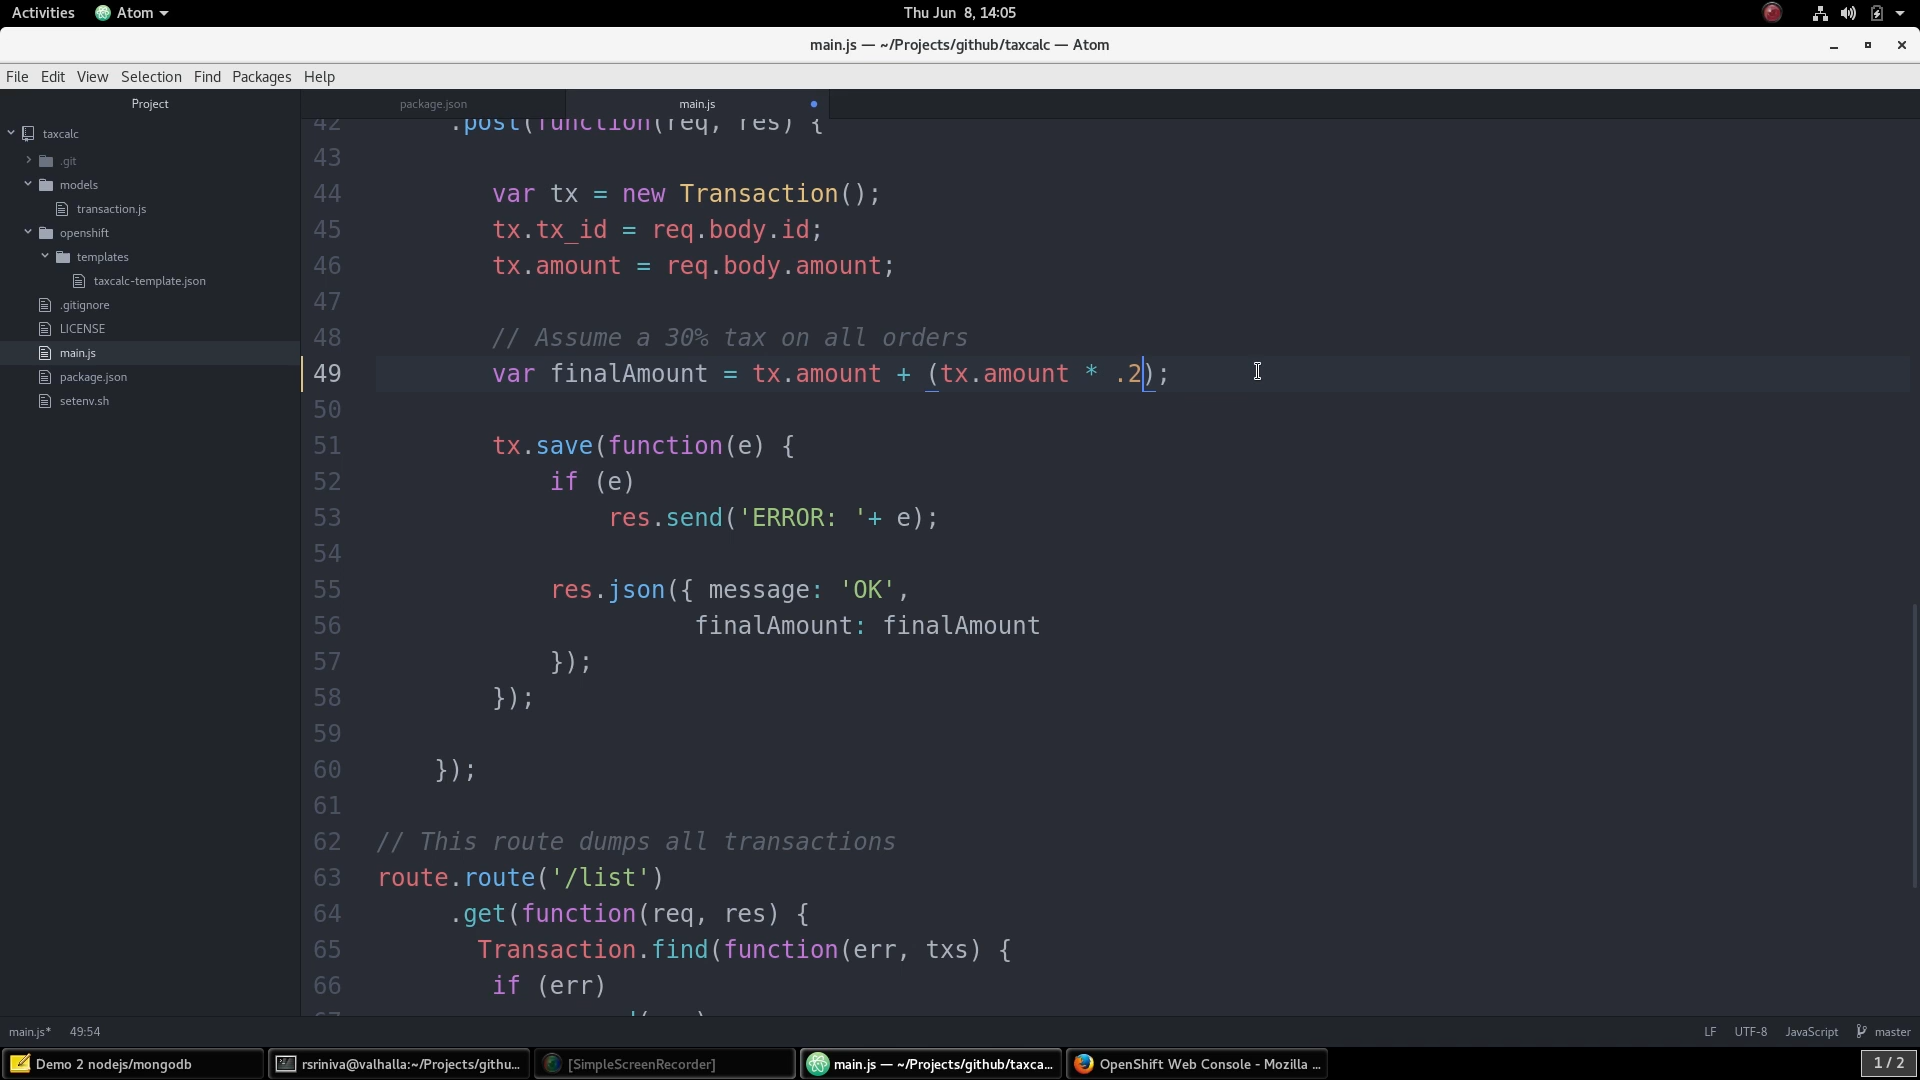 Activities Atom Thu Jun 8, 14:05
main.js — ~/Projects/github/taxcalc — Atom
File Edit View Selection Find Packages Help
Project package.json main.js
taxcalc
.git
models
transaction.js
openshift
templates
taxcalc-template.json
.gitignore
LICENSE
main.js
package.json
setenv.sh
42 .post(function(req, res) {
43
44 var tx = new Transaction();
45 tx.tx_id = req.body.id;
46 tx.amount = req.body.amount;
47
48 // Assume a 30% tax on all orders
49 var finalAmount = tx.amount + (tx.amount * .2);
50
51 tx.save(function(e) {
52 if (e)
53 res.send('ERROR: '+ e);
54
55 res.json({ message: 'OK',
56 finalAmount: finalAmount
57 });
58 });
59
60 });
61
62 // This route dumps all transactions
63 route.route('/list')
64 .get(function(req, res) {
65 Transaction.find(function(err, txs) {
66 if (err)
main.js* 49:54 LF UTF-8 JavaScript master
Demo 2 nodejs/mongodb rsriniva@valhalla:~/Projects/githu... [SimpleScreenRecorder] main.js — ~/Projects/github/taxca... OpenShift Web Console - Mozilla ... 1 / 2